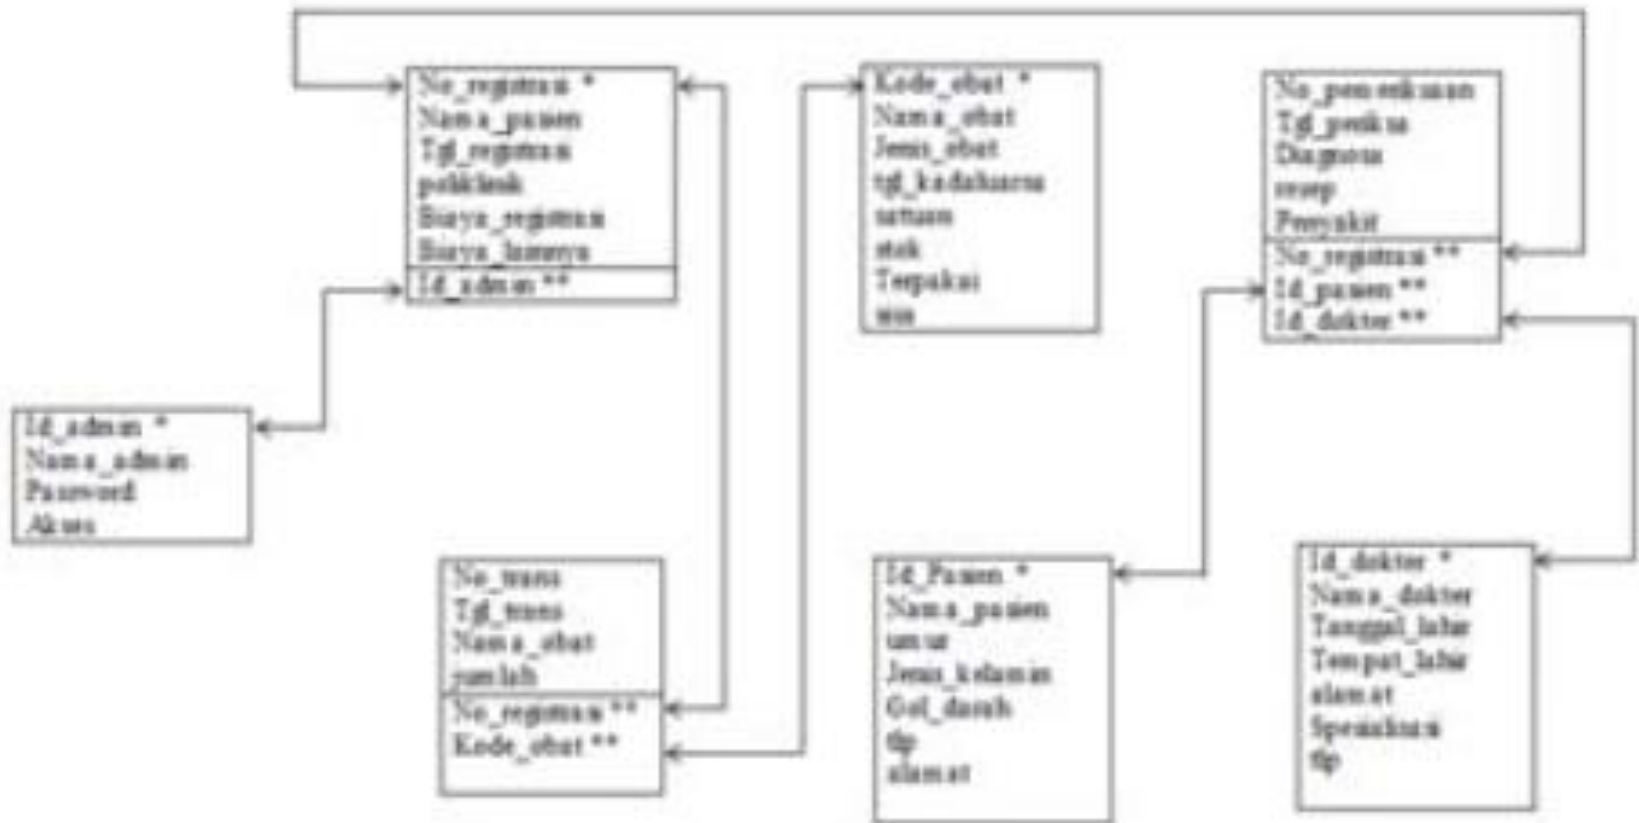 No_registrasi *
Nama_pasien
Tgl_registrasi
poliklinik
Biaya_registrasi
Biaya_lainnya
Id_admin **
Kode_obat *
Nama_obat
Jenis_obat
tgl_kadaluarsa
satuan
stok
Terpakai
sisa
No_pemeriksaan
Tgl_periksa
Diagnosa
resep
Penyakit
No_registrasi **
Id_pasien **
Id_dokter **
Id_admin *
Nama_admin
Password
Akses
No_trans
Tgl_trans
Nama_obat
jumlah
No_registrasi **
Kode_obat **
Id_Pasien *
Nama_pasien
umur
Jenis_kelamin
Gol_darah
tlp
alamat
Id_dokter *
Nama_dokter
Tanggal_lahir
Tempat_lahir
alamat
Spesialisasi
tlp